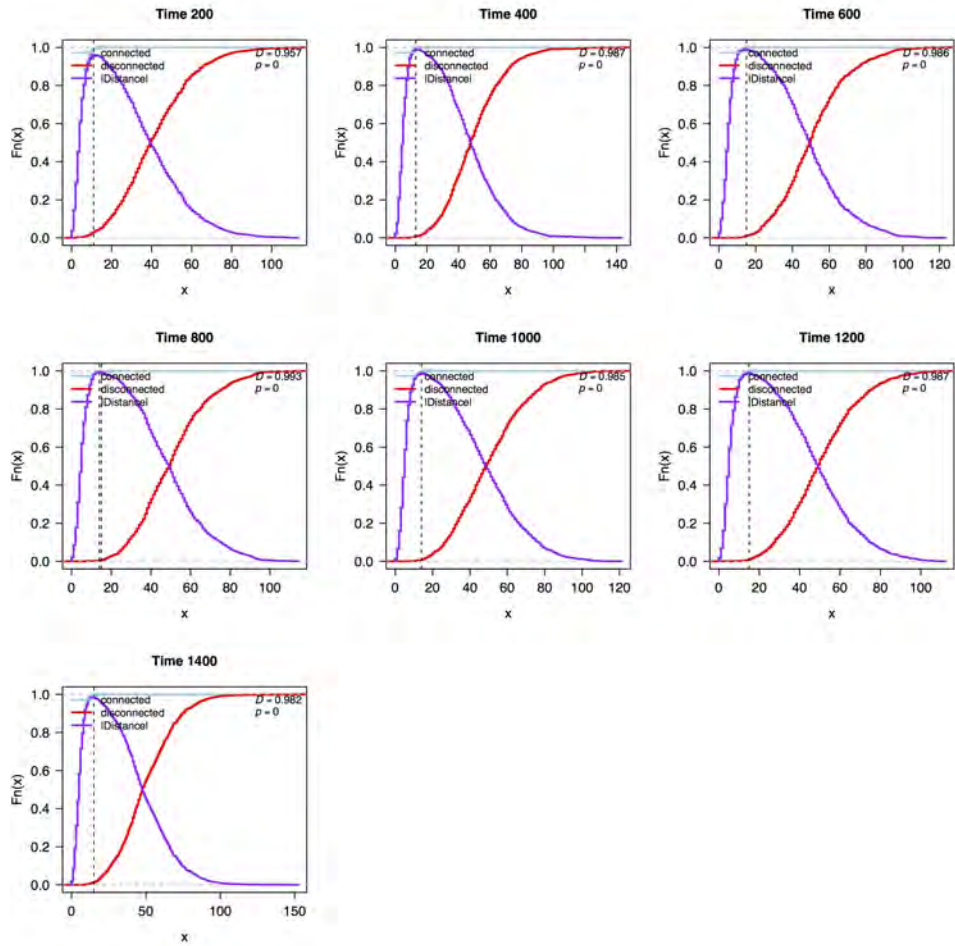 Time 200
Fn(x)
1.0
0.8
0.6
0.4
0.2
0.0
connected
disconnected
|Distance|
D = 0.957
p = 0
0 20 40 60 80 100
x
Time 400
Fn(x)
1.0
0.8
0.6
0.4
0.2
0.0
connected
disconnected
|Distance|
D = 0.987
p = 0
0 20 40 60 80 100 140
x
Time 600
Fn(x)
1.0
0.8
0.6
0.4
0.2
0.0
connected
disconnected
|Distance|
D = 0.986
p = 0
0 20 40 60 80 100 120
x
Time 800
Fn(x)
1.0
0.8
0.6
0.4
0.2
0.0
connected
disconnected
|Distance|
D = 0.993
p = 0
0 20 40 60 80 100
x
Time 1000
Fn(x)
1.0
0.8
0.6
0.4
0.2
0.0
connected
disconnected
|Distance|
D = 0.985
p = 0
0 20 40 60 80 100 120
x
Time 1200
Fn(x)
1.0
0.8
0.6
0.4
0.2
0.0
connected
disconnected
|Distance|
D = 0.987
p = 0
0 20 40 60 80 100
x
Time 1400
Fn(x)
1.0
0.8
0.6
0.4
0.2
0.0
connected
disconnected
|Distance|
D = 0.982
p = 0
0 50 100 150
x